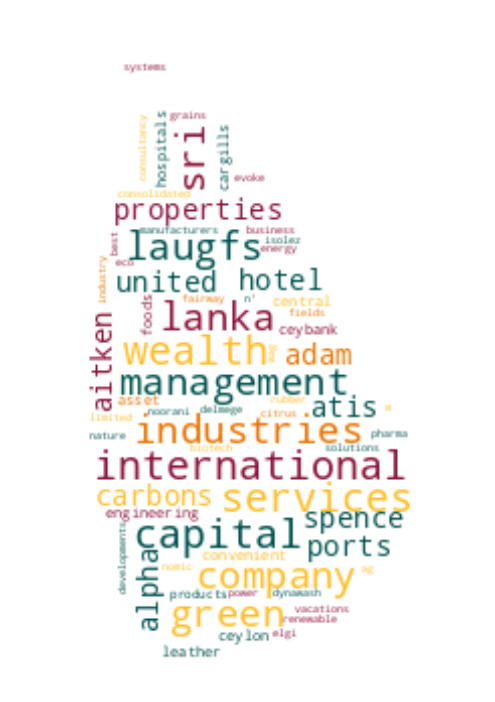 systems
grains
consultancy
hospitals
sri
cargills
evoke
consolidated
properties
manufacturers
business
best
laugfs
isolez
energy
eco
industry
united
hotel
foods
fairway
n'
central
lanka
fields
ceybank
aitken
wealth
adam
management
asset
rubber
limited
noorani
delmege
citrus
atis
industries
nature
pharma
biotech
solutions
international
carbons
services
engineering
spence
developments
capital
ports
alpha
convenient
nomic
company
ag
products
power
dynawash
green
vacations
renewable
ceylon
elgi
leather